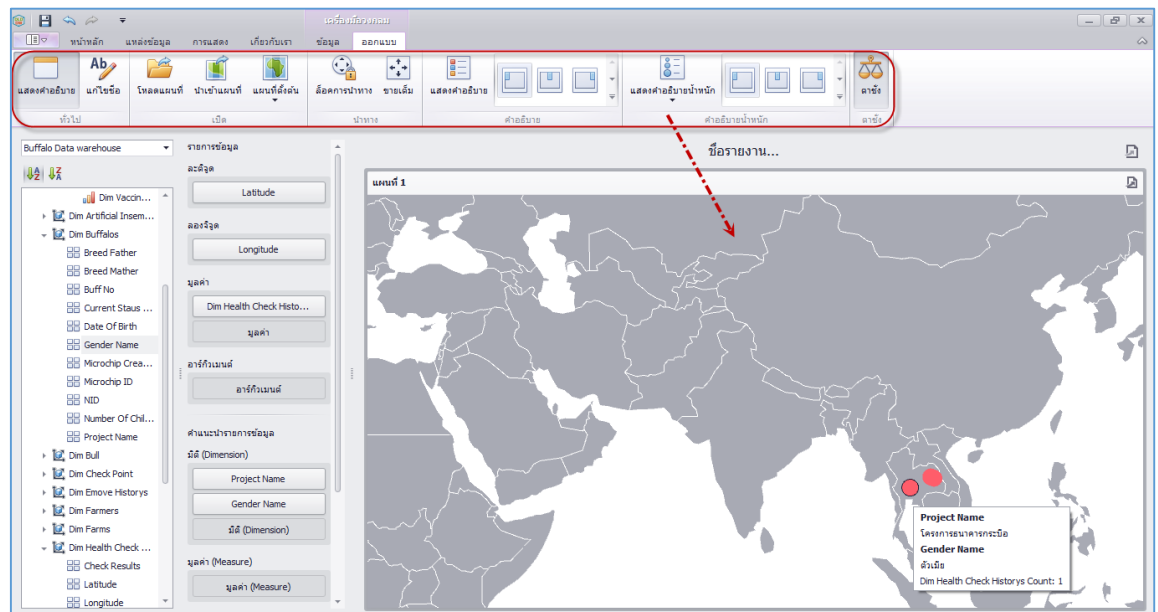 เครื่องมือวงกลม
หน้าหลัก แหล่งข้อมูล การแสดง เกี่ยวกับเรา ข้อมูล ออกแบบ
แสดงคำอธิบาย แก้ไขชื่อ โหลดแผนที่ นำเข้าแผนที่ แผนที่ตั้งต้น ล็อคการนำทาง ขายเต็ม แสดงคำอธิบาย แสดงคำอธิบายน้ำหนัก ตาชั่ง
ทั่วไป เปิด นำทาง คำอธิบาย คำอธิบายน้ำหนัก ตาชั่ง
Buffalo Data warehouse
Dim Vaccin...
Dim Artificial Insem...
Dim Buffalos
Breed Father
Breed Mather
Buff No
Current Staus ...
Date Of Birth
Gender Name
Microchip Crea...
Microchip ID
NID
Number Of Chil...
Project Name
Dim Bull
Dim Check Point
Dim Emove Historys
Dim Farmers
Dim Farms
Dim Health Check ...
Check Results
Latitude
Longitude
รายการข้อมูล
ละติจูด
Latitude
ลองจิจูด
Longitude
มูลค่า
Dim Health Check Histo...
มูลค่า
อาร์กิวเมนต์
อาร์กิวเมนต์
คำแนะนำรายการข้อมูล
มิติ (Dimension)
Project Name
Gender Name
มิติ (Dimension)
มูลค่า (Measure)
มูลค่า (Measure)
ชื่อรายงาน...
แผนที่ 1
Project Name
โครงการธนาคารกระบือ
Gender Name
ตัวเมีย
Dim Health Check Historys Count: 1